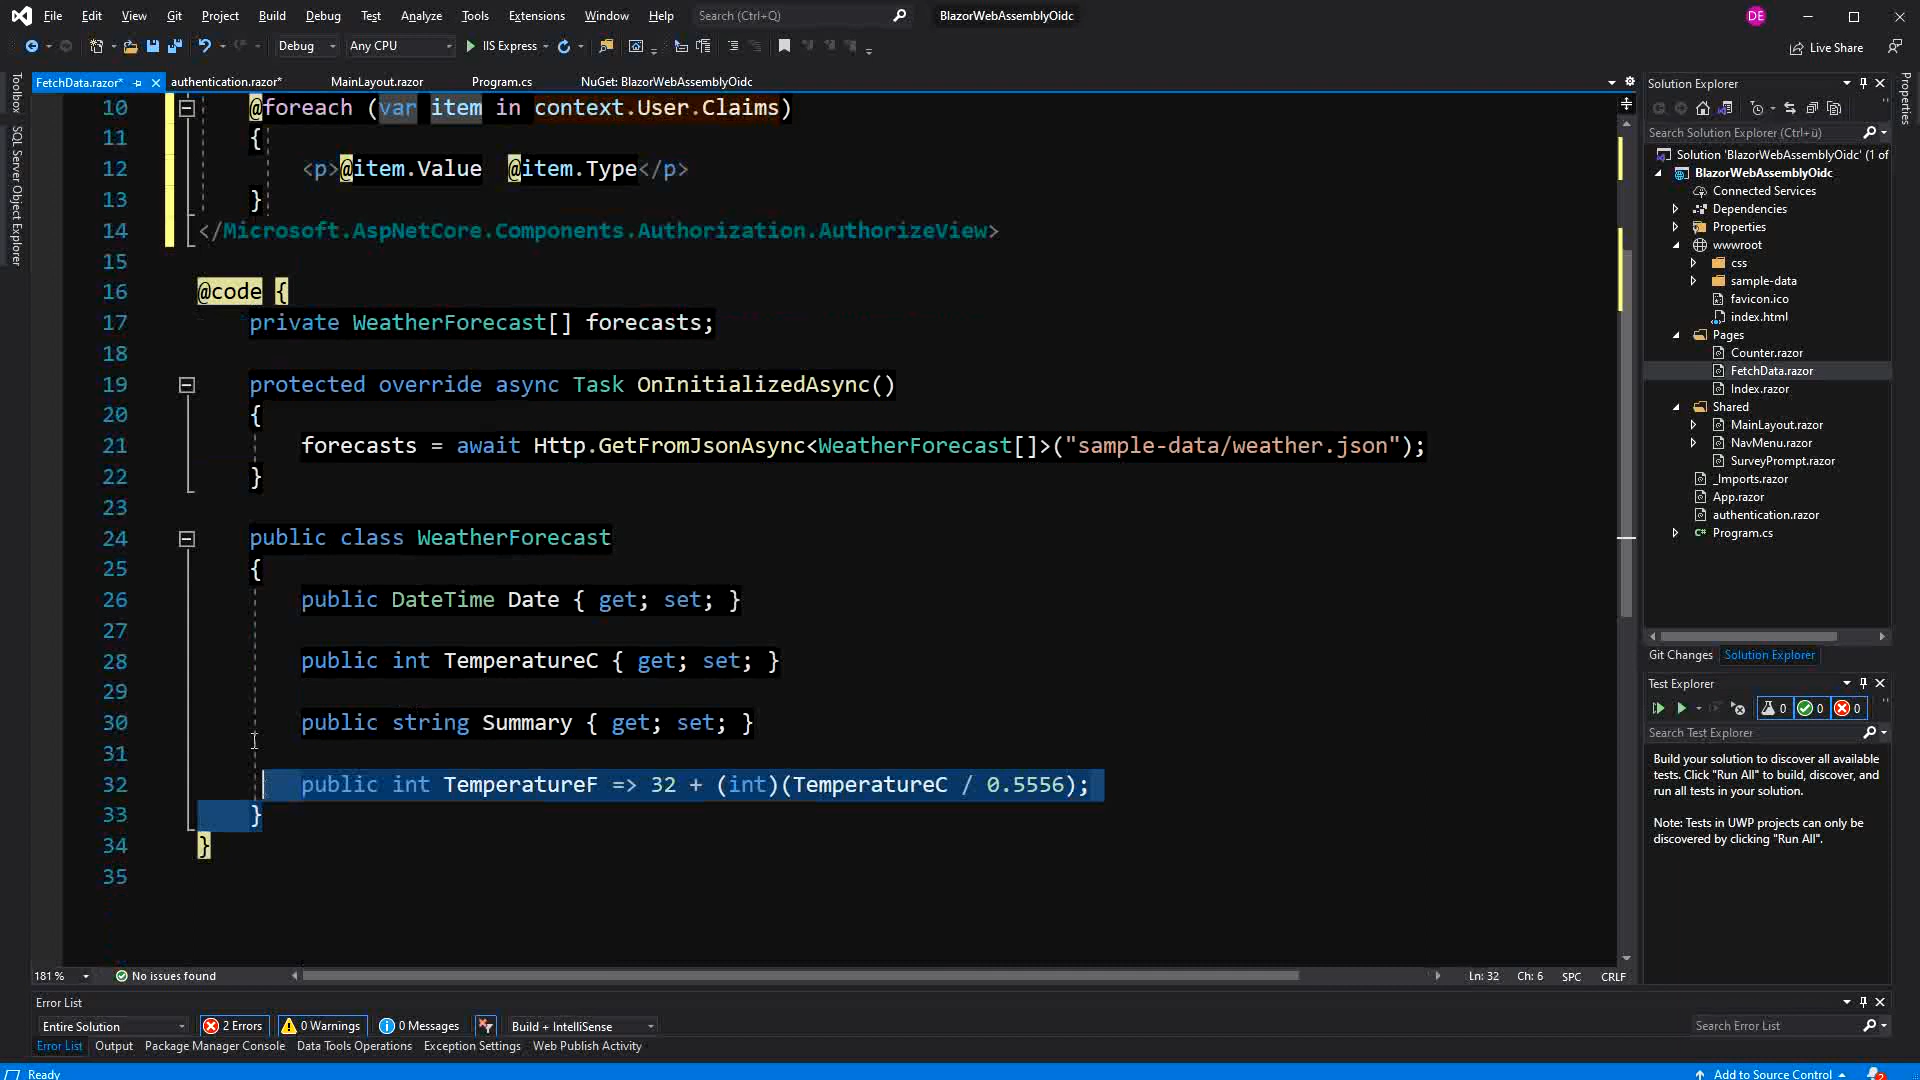 File Edit View Git Project Build Debug Test Analyze Tools Extensions Window Help Search (Ctrl+Q) BlazorWebAssemblyOidc DE
Debug Any CPU IIS Express Live Share
FetchData.razor* authentication.razor* MainLayout.razor Program.cs NuGet: BlazorWebAssemblyOidc
Toolbox
SQL Server Object Explorer
10 @foreach (var item in context.User.Claims)
11 {
12 <p>@item.Value @item.Type</p>
13 }
14 </Microsoft.AspNetCore.Components.Authorization.AuthorizeView>
15
16 @code {
17 private WeatherForecast[] forecasts;
18
19 protected override async Task OnInitializedAsync()
20 {
21 forecasts = await Http.GetFromJsonAsync<WeatherForecast[]>("sample-data/weather.json");
22 }
23
24 public class WeatherForecast
25 {
26 public DateTime Date { get; set; }
27
28 public int TemperatureC { get; set; }
29
30 public string Summary { get; set; }
31
32 public int TemperatureF => 32 + (int)(TemperatureC / 0.5556);
33 }
34 }
35
181 % No issues found Ln: 32 Ch: 6 SPC CRLF
Solution Explorer
Search Solution Explorer (Ctrl+ü)
Solution 'BlazorWebAssemblyOidc' (1 of
BlazorWebAssemblyOidc
Connected Services
Dependencies
Properties
wwwroot
css
sample-data
favicon.ico
index.html
Pages
Counter.razor
FetchData.razor
Index.razor
Shared
MainLayout.razor
NavMenu.razor
SurveyPrompt.razor
_Imports.razor
App.razor
authentication.razor
C# Program.cs
Git Changes Solution Explorer
Properties
Test Explorer
0 0 0
Search Test Explorer
Build your solution to discover all available
tests. Click "Run All" to build, discover, and
run all tests in your solution.
Note: Tests in UWP projects can only be
discovered by clicking "Run All".
Error List
Entire Solution 2 Errors 0 Warnings 0 Messages Build + IntelliSense Search Error List
Error List Output Package Manager Console Data Tools Operations Exception Settings Web Publish Activity
Ready Add to Source Control 2